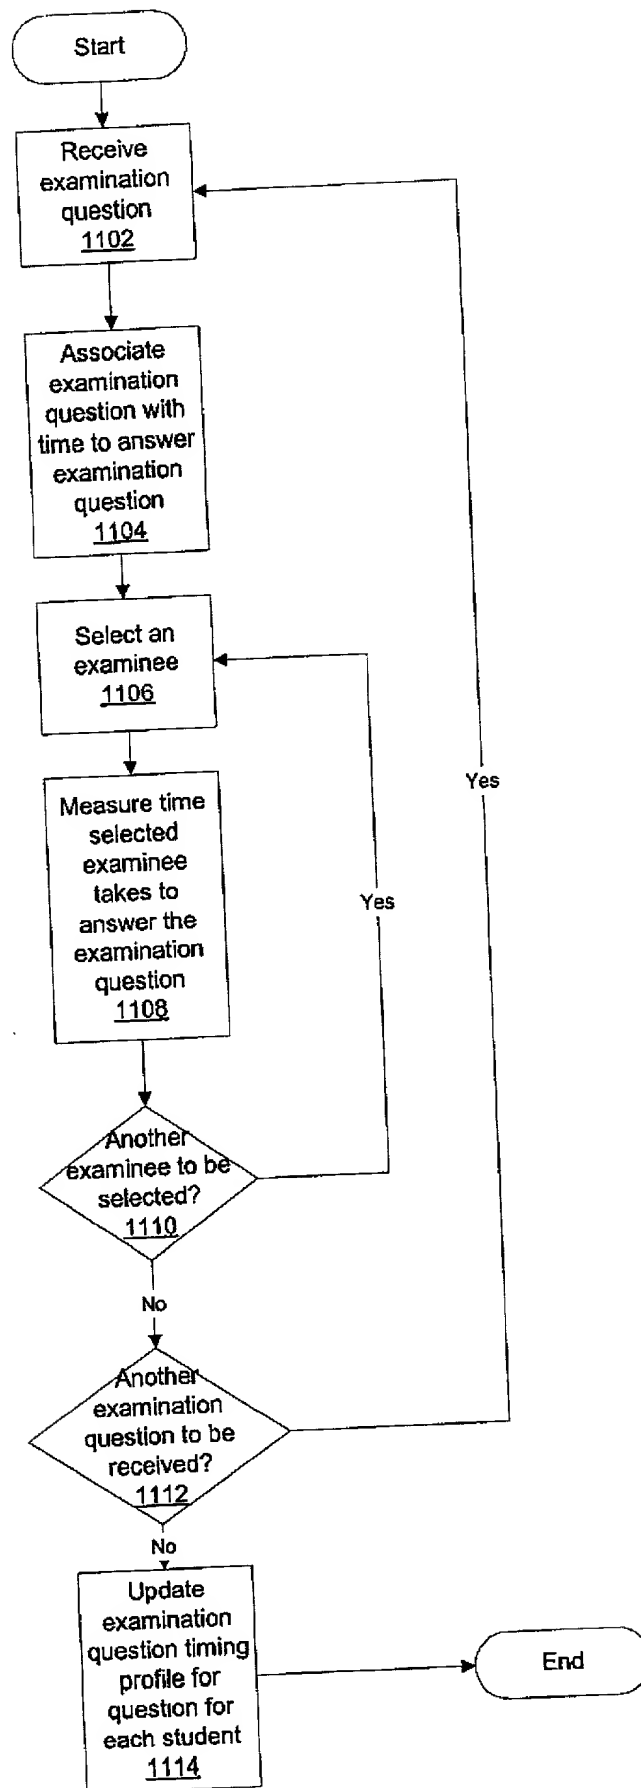 Start
Receive
examination
question
1102
Associate
examination
question with
time to answer
examination
question
1104
Select an
examinee
1106
Measure time
selected
examinee
takes to
answer the
examination
question
1108
Yes
Yes
Another
examinee to be
selected?
1110
No
Another
examination
question to be
received?
1112
No
Update
examination
question timing
profile for
question for
each student
1114
End